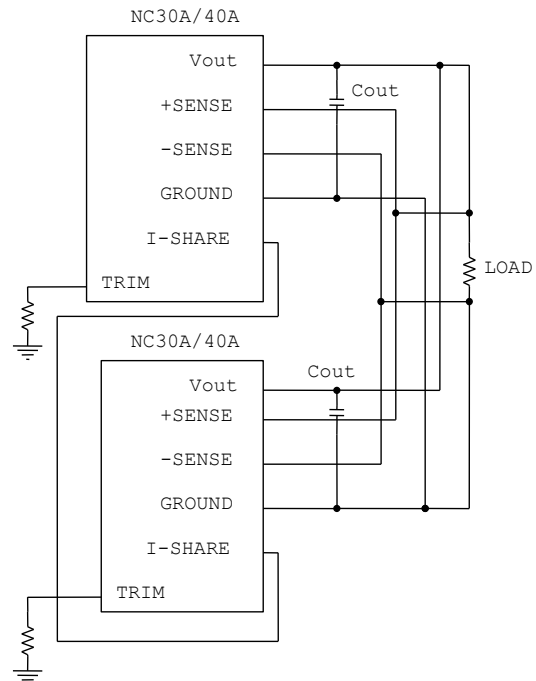 NC30A/40A
Vout
Cout
+SENSE
-SENSE
GROUND
I-SHARE
LOAD
TRIM
NC30A/40A
Cout
Vout
+SENSE
-SENSE
GROUND
I-SHARE
TRIM